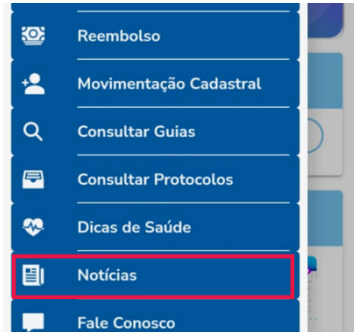 Reembolso
Movimentação Cadastral
Consultar Guias
Consultar Protocolos
Dicas de Saúde
Notícias
Fale Conosco